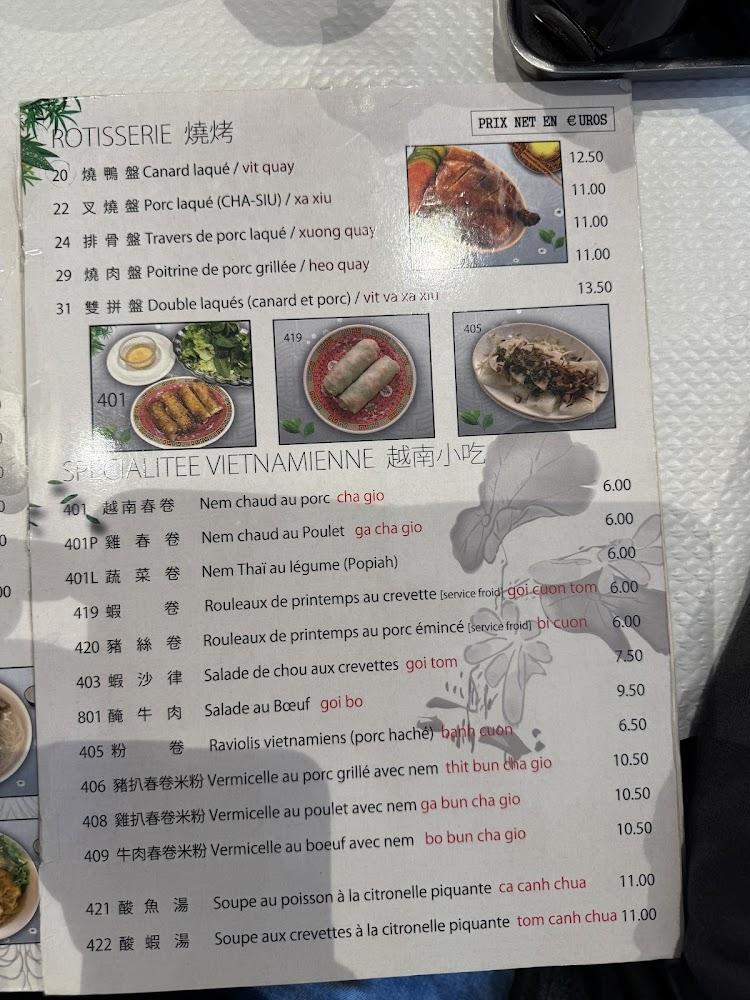 ROTISSERIE 燒烤
PRIX NET EN €UROS
20 燒鴨盤 Canard laqué / vit quay 12.50
22 叉燒盤 Porc laqué (CHA-SIU) / xa xiu 11.00
24 排骨盤 Travers de porc laqué / xuong quay 11.00
29 燒肉盤 Poitrine de porc grillée / heo quay 11.00
31 雙拼盤 Double laqués (canard et porc) / vit va xa xiu 13.50
401
419
405
SPECIALITEE VIETNAMIENNE 越南小吃
401 越南春卷 Nem chaud au porc cha gio 6.00
401P 雞春卷 Nem chaud au Poulet ga cha gio 6.00
401L 蔬菜卷 Nem Thaï au légume (Popiah) 6.00
419 蝦卷 Rouleaux de printemps au crevette [service froid] goi cuon tom 6.00
420 豬絲卷 Rouleaux de printemps au porc émincé [service froid] bi cuon 6.00
403 蝦沙律 Salade de chou aux crevettes goi tom 7.50
801 醃牛肉 Salade au Bœuf goi bo 9.50
405 粉卷 Raviolis vietnamiens (porc haché) banh cuon 6.50
406 豬扒春卷米粉 Vermicelle au porc grillé avec nem thit bun cha gio 10.50
408 雞扒春卷米粉 Vermicelle au poulet avec nem ga bun cha gio 10.50
409 牛肉春卷米粉 Vermicelle au boeuf avec nem bo bun cha gio 10.50
421 酸魚湯 Soupe au poisson à la citronelle piquante ca canh chua 11.00
422 酸蝦湯 Soupe aux crevettes à la citronelle piquante tom canh chua 11.00